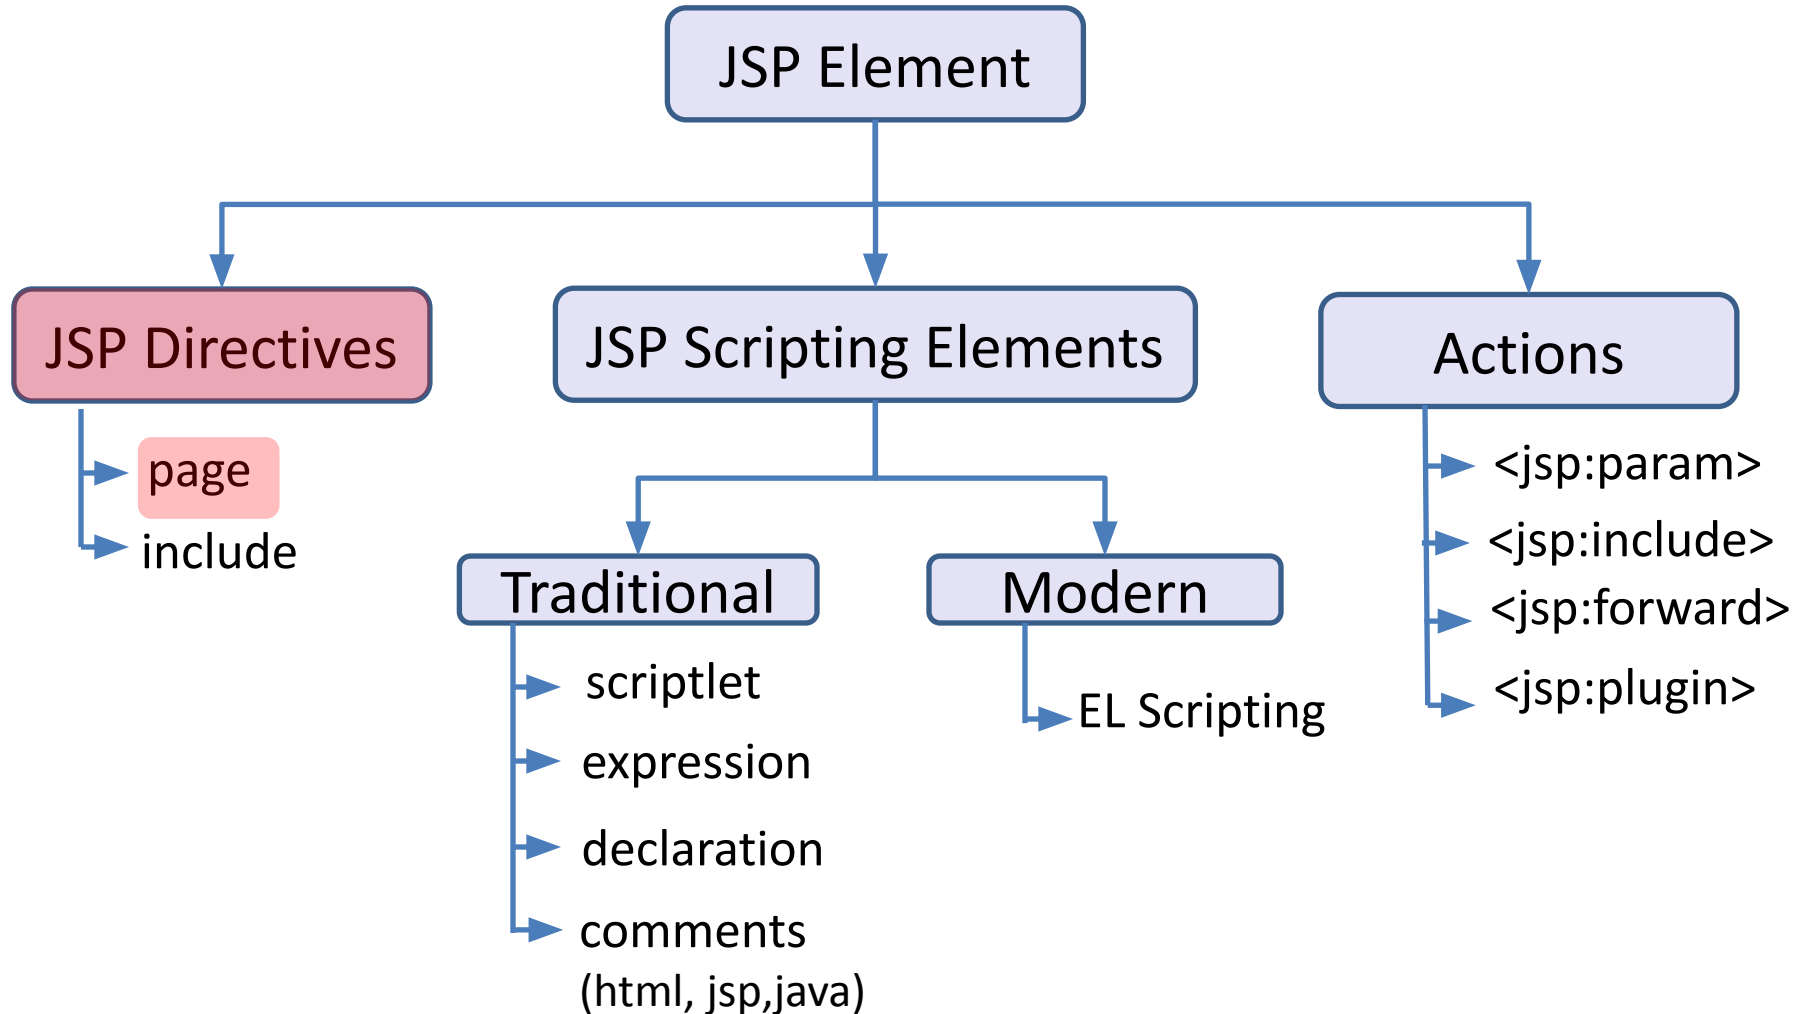 JSP Element
JSP Directives
page
include
JSP Scripting Elements
Traditional
scriptlet
expression
declaration
comments
(html, jsp,java)
Modern
EL Scripting
Actions
<jsp:param>
<jsp:include>
<jsp:forward>
<jsp:plugin>